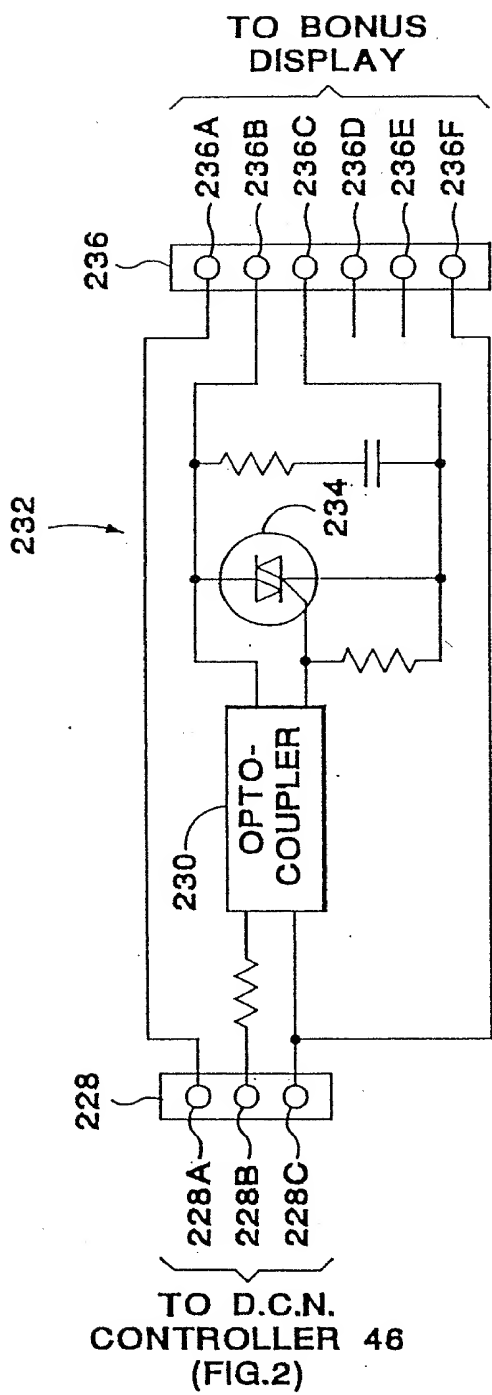 TO BONUS
DISPLAY
236
236A
236B
236C
236D
236E
236F
232
234
230
OPTO-
COUPLER
228
228A
228B
228C
TO D.C.N.
CONTROLLER 46
(FIG.2)